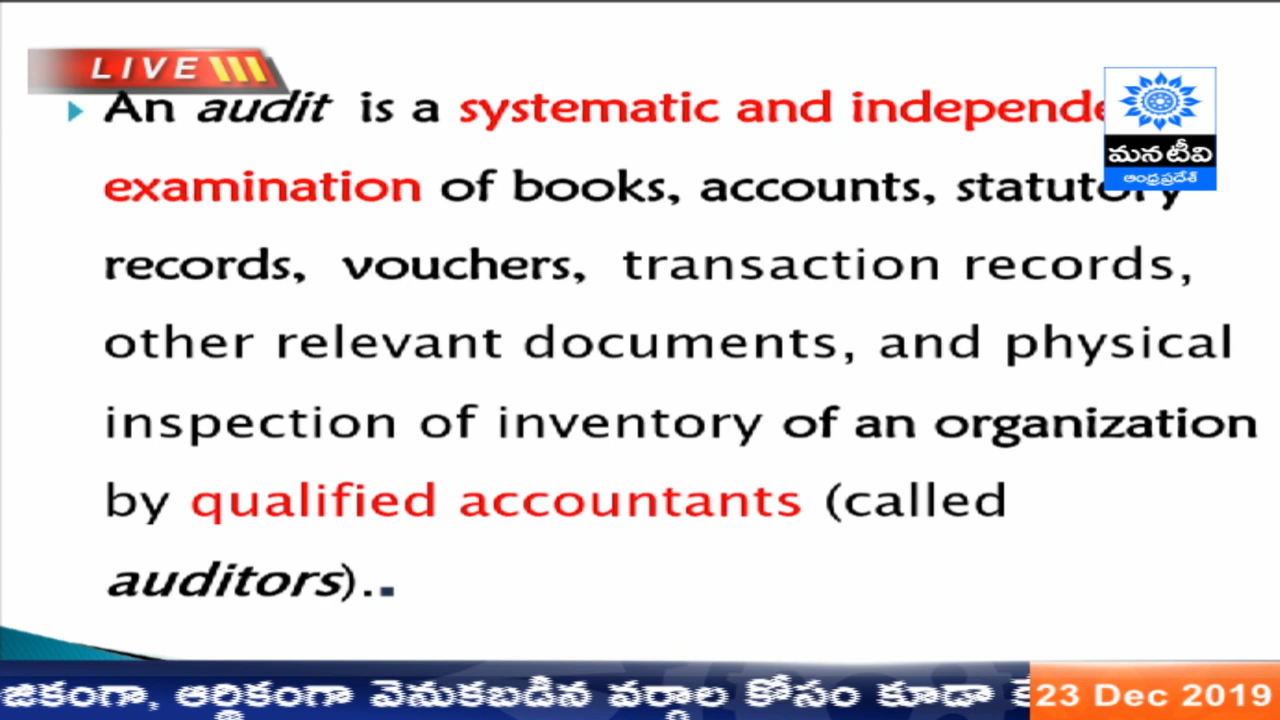 LIVE
An audit is a systematic and
మన టీవి
ఆంధ్రప్రదేశ్
examination of books, accounts, statutory
records, vouchers, transaction records,
other relevant documents, and physical
inspection of inventory of an organization
by qualified accountants (called
auditors)..
ఆర్థికంగా వెనుకబడిన వర్గాల కోసం కూడా
23 Dec 2019